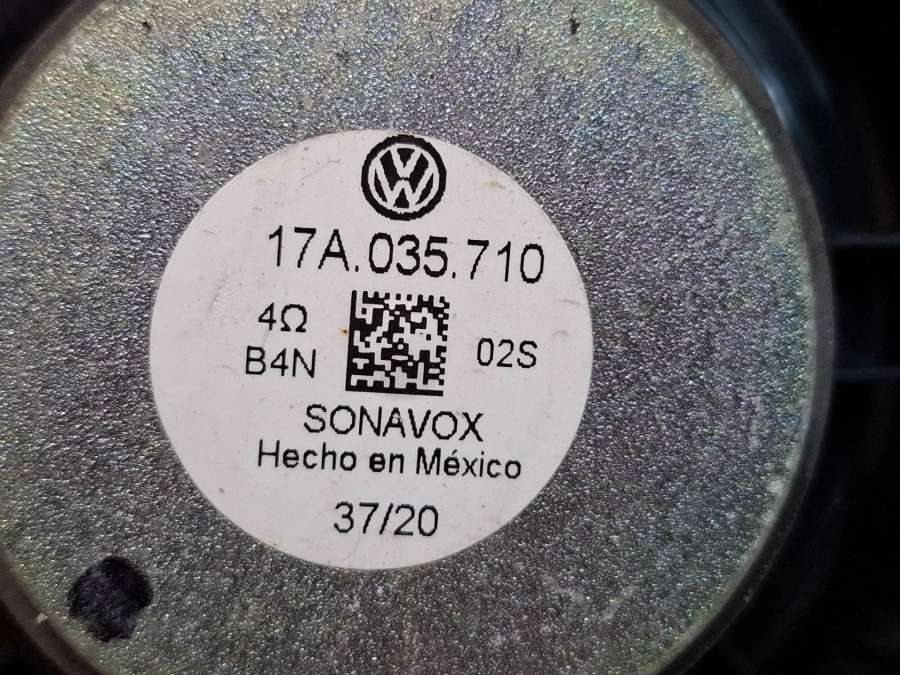 17A.035.710
4Ω
B4N
02S
SONAVOX
Hecho en México
37/20